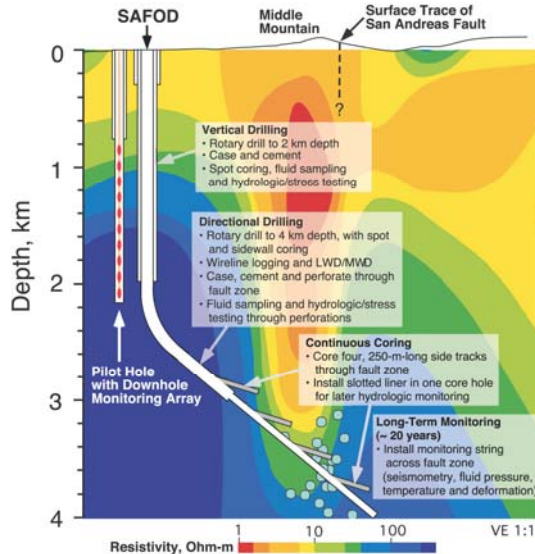 SAFOD
Middle
Mountain
Surface Trace of
San Andreas Fault
0
1
2
3
4
Depth, km
?
Vertical Drilling
• Rotary drill to 2 km depth
• Case and cement
• Spot coring, fluid sampling
and hydrologic/stress testing
Directional Drilling
• Rotary drill to 4 km depth, with spot
and sidewall coring
• Wireline logging and LWD/MWD
• Case, cement and perforate through
fault zone
• Fluid sampling and hydrologic/stress
testing through perforations
Pilot Hole
with Downhole
Monitoring Array
Continuous Coring
• Core four, 250-m-long side tracks
through fault zone
• Install slotted liner in one core hole
for later hydrologic monitoring
Long-Term Monitoring
(~ 20 years)
• Install monitoring string
across fault zone
(seismometry, fluid pressure,
temperature and deformation)
1
10
100
VE 1:1
Resistivity, Ohm-m